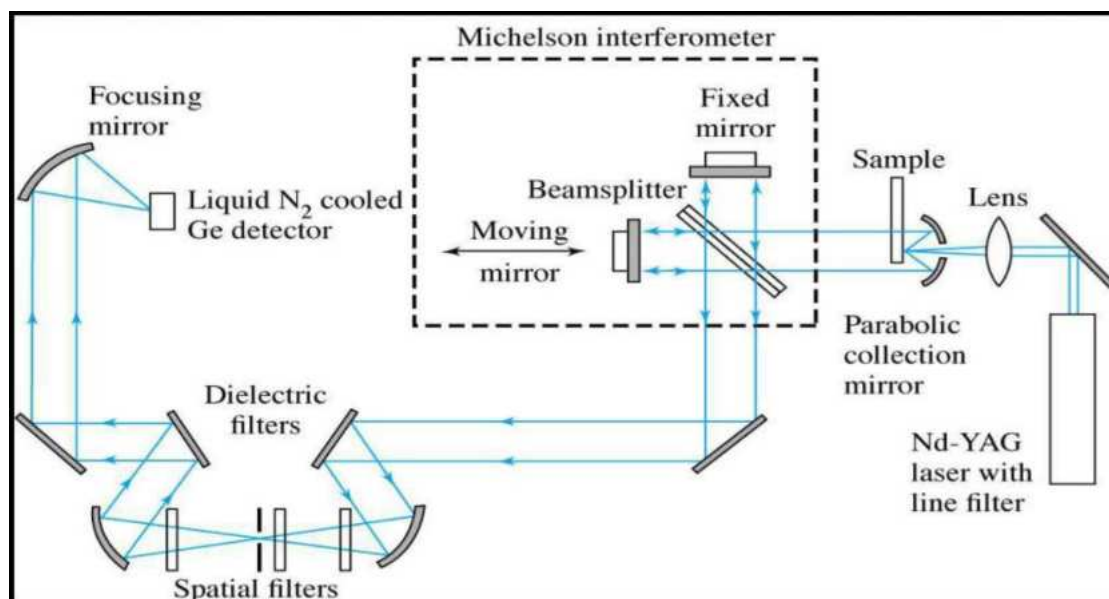 Michelson interferometer
Focusing
mirror
Fixed
mirror
Sample
Beamsplitter
Lens
Liquid N₂ cooled
Ge detector
Moving
mirror
Parabolic
collection
mirror
Dielectric
filters
Nd-YAG
laser with
line filter
Spatial filters